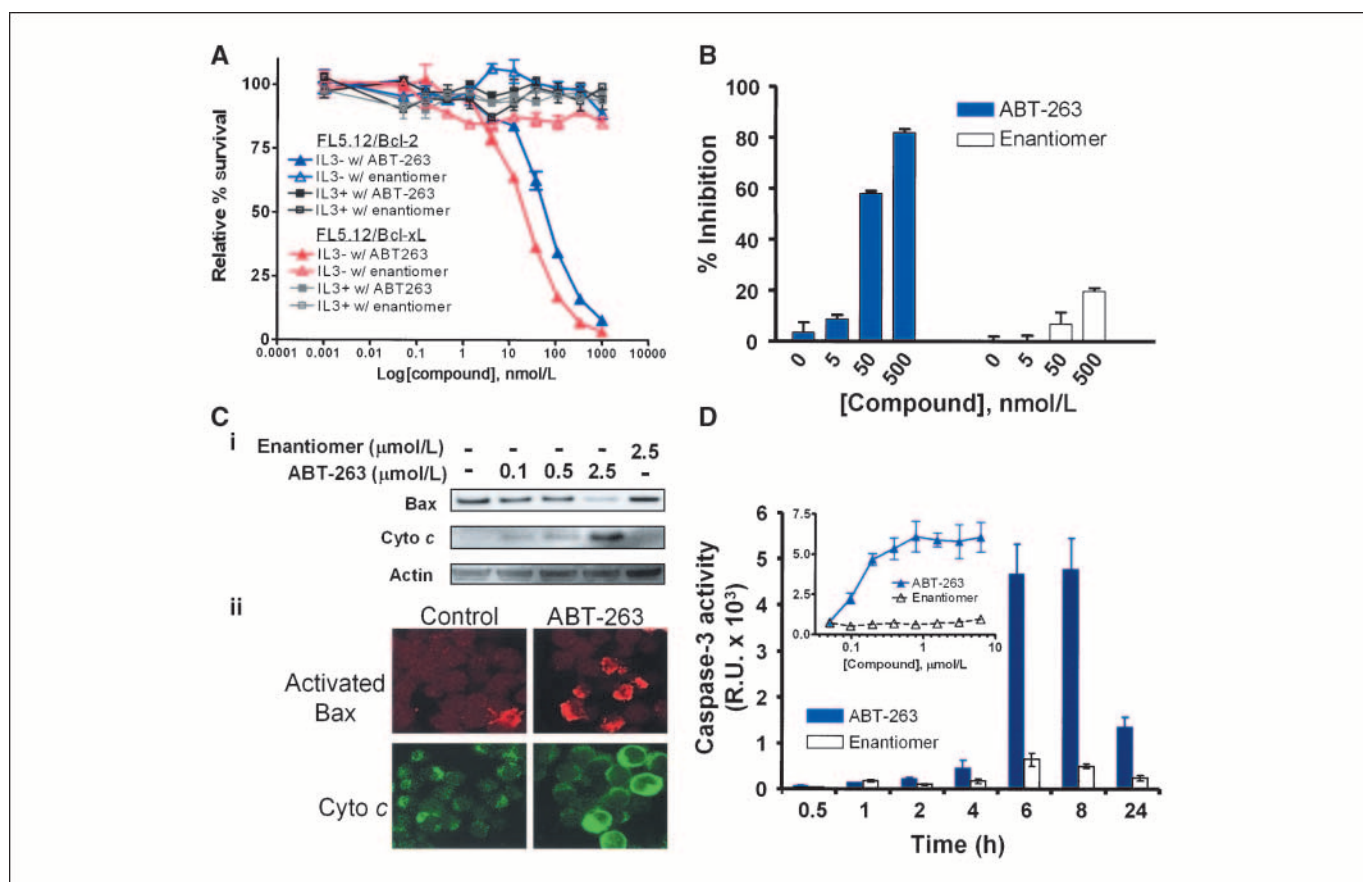 A
100
75
50
25
0
Relative % survival
FL5.12/Bcl-2
IL3- w/ ABT-263
IL3- w/ enantiomer
IL3+ w/ ABT-263
IL3+ w/ enantiomer
FL5.12/Bcl-xL
IL3- w/ ABT263
IL3- w/ enantiomer
IL3+ w/ ABT263
IL3+ w/ enantiomer
0.0001 0.001 0.01 0.1 1 10 100 1000 10000
Log[compound], nmol/L
B
100
80
60
40
20
0
% Inhibition
ABT-263
Enantiomer
0 5 50 500 0 5 50 500
[Compound], nmol/L
C
i
Enantiomer (μmol/L) - - - - 2.5
ABT-263 (μmol/L) - 0.1 0.5 2.5 -
Bax
Cyto c
Actin
ii
Control ABT-263
Activated
Bax
Cyto c
D
6
5
4
3
2
1
0
Caspase-3 activity
(R.U. x 10³)
7.5
5.0
2.5
0.0
ABT-263
Enantiomer
0.1 1 10
[Compound], μmol/L
ABT-263
Enantiomer
0.5 1 2 4 6 8 24
Time (h)